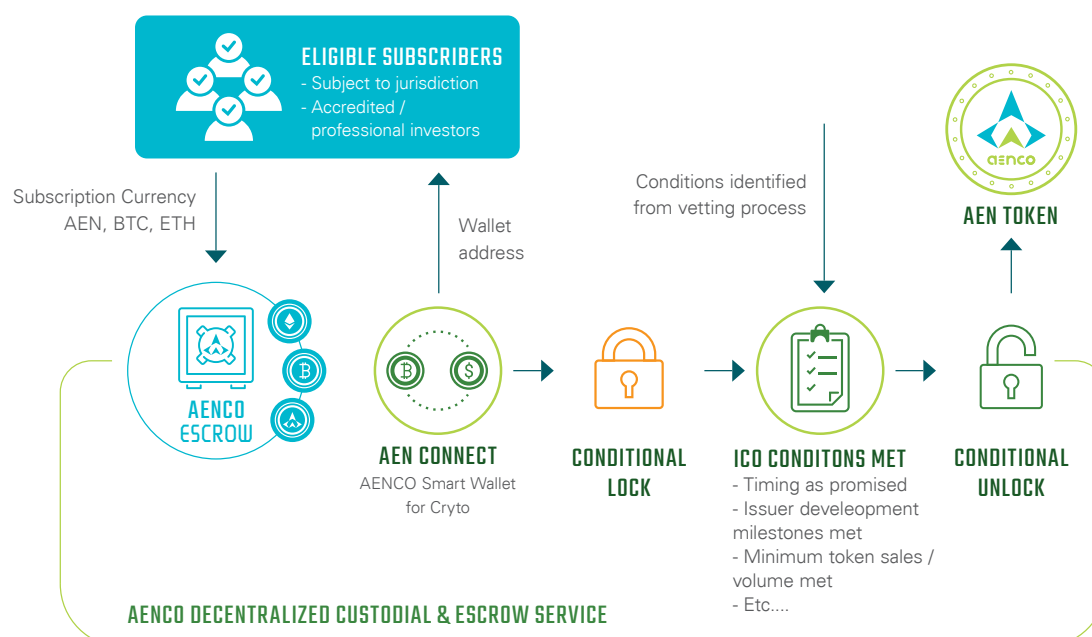 ELIGIBLE SUBSCRIBERS
- Subject to jurisdiction
- Accredited /
professional investors
Subscription Currency
AEN, BTC, ETH
Wallet
address
Conditions identified
from vetting process
aenco
AEN TOKEN
AENCO
ESCROW
AEN CONNECT
AENCO Smart Wallet
for Cryto
CONDITIONAL
LOCK
ICO CONDITONS MET
- Timing as promised
- Issuer develeopment
milestones met
- Minimum token sales /
volume met
- Etc....
CONDITIONAL
UNLOCK
AENCO DECENTRALIZED CUSTODIAL & ESCROW SERVICE